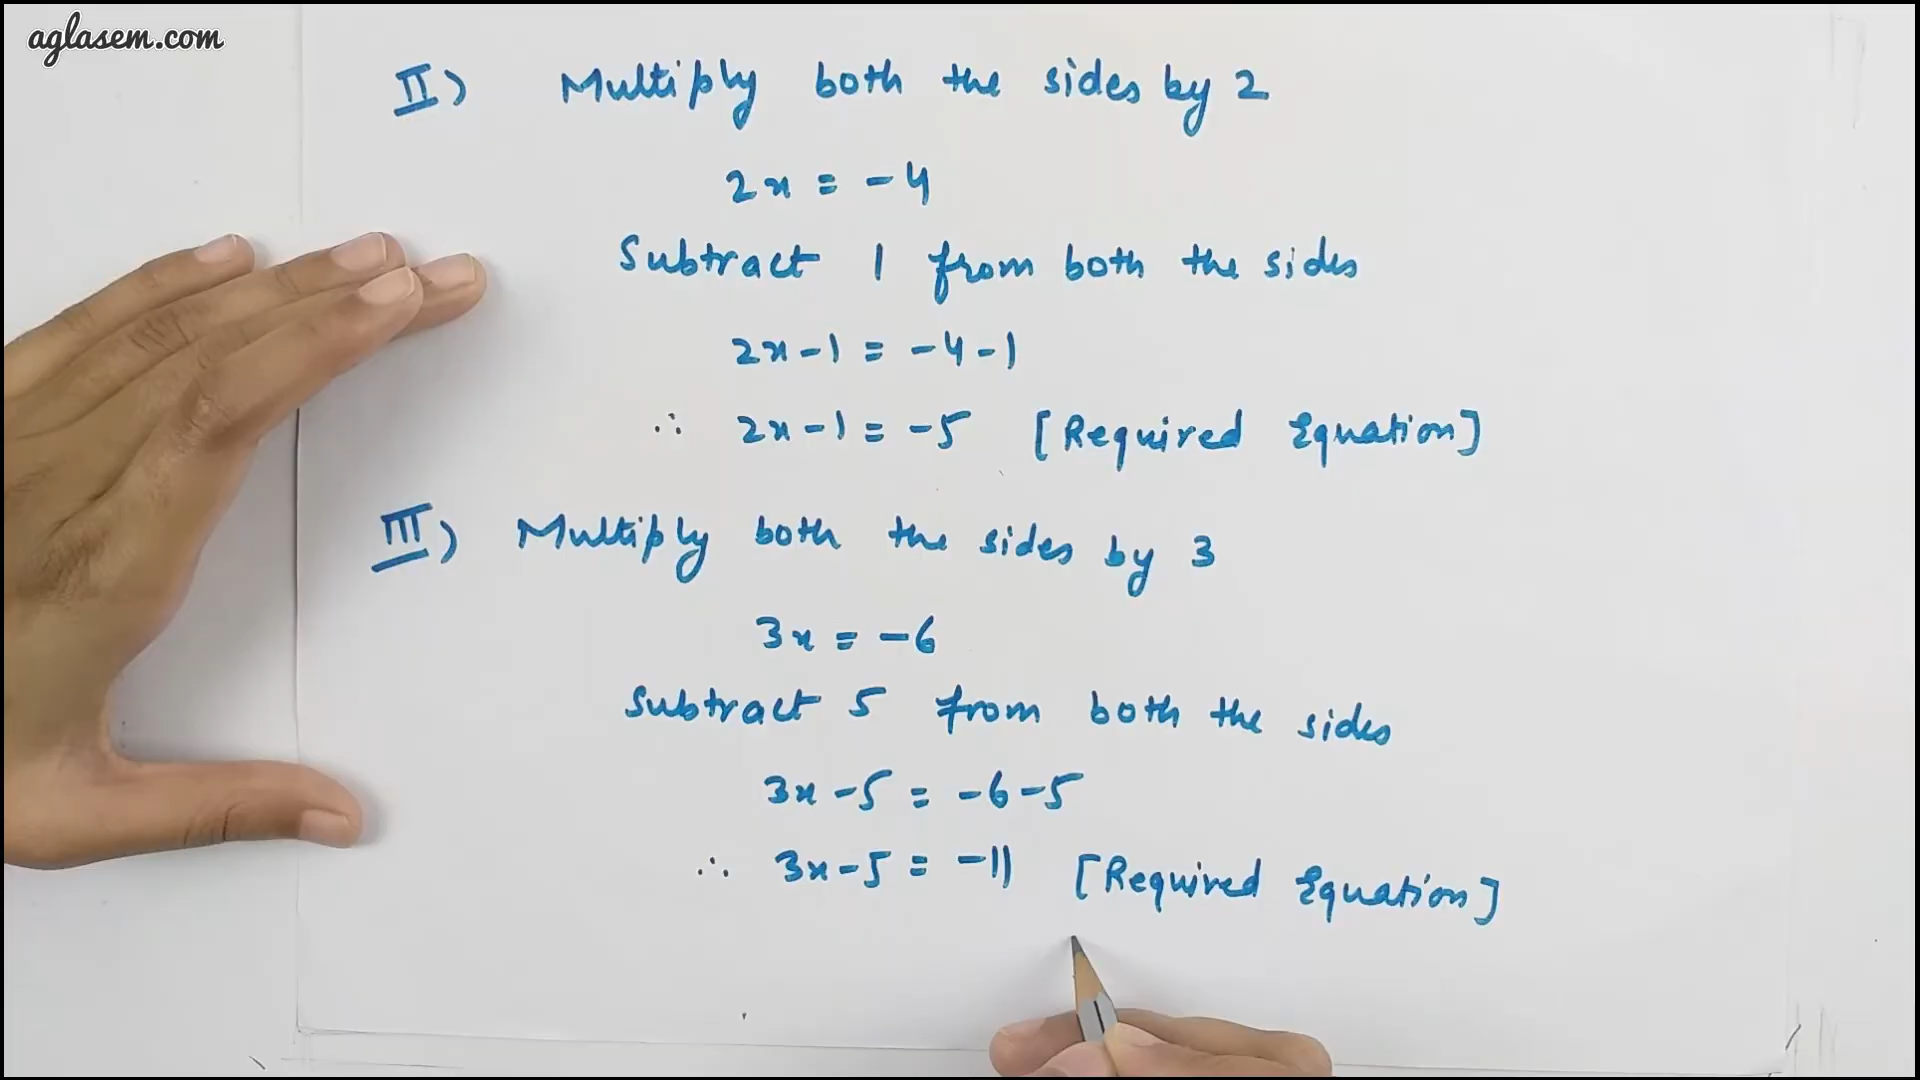 aglasem.com
II) Multiply both the sides by 2
2x = -4
Subtract 1 from both the sides
2x-1 = -4-1
∴ 2x-1 = -5 [Required Equation]
III) Multiply both the sides by 3
3x = -6
Subtract 5 from both the sides
3x-5 = -6-5
∴ 3x-5 = -11 [Required Equation]